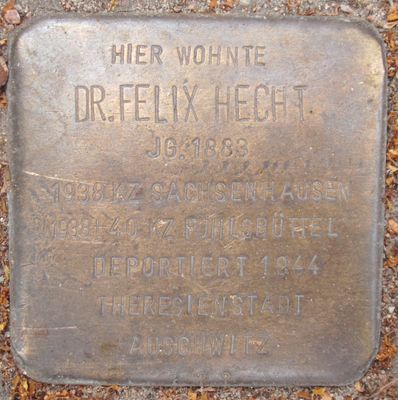 HIER WOHNTE
DR. FELIX HECHT
JG. 1883
1938 KZ SACHSENHAUSEN
1938-40 KZ FUHLSBÜTTEL
DEPORTIERT 1944
THERESIENSTADT
AUSCHWITZ